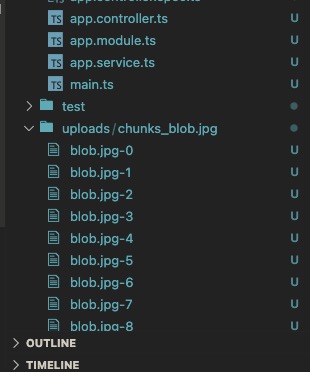 TS app.controller.ts U
TS app.module.ts U
TS app.service.ts U
TS main.ts U
test
uploads/chunks_blob.jpg
blob.jpg-0 U
blob.jpg-1 U
blob.jpg-2 U
blob.jpg-3 U
blob.jpg-4 U
blob.jpg-5 U
blob.jpg-6 U
blob.jpg-7 U
blob.jpg-8 U
OUTLINE
TIMELINE